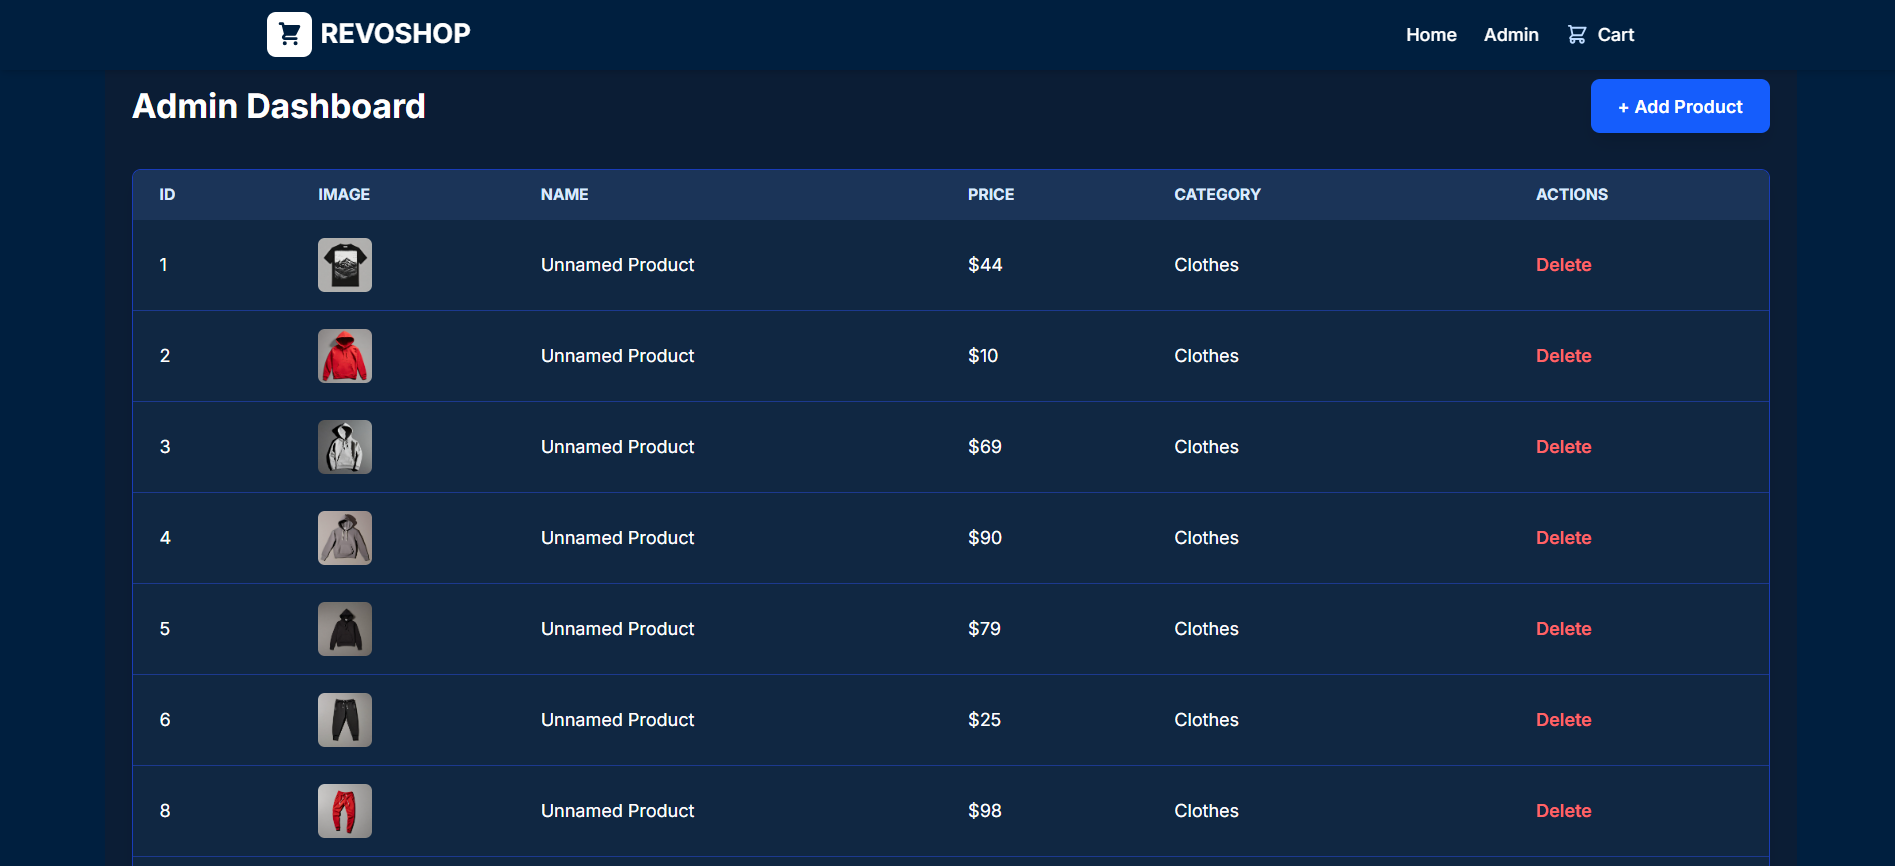 REVOSHOP
Home Admin Cart
Admin Dashboard
+ Add Product
ID IMAGE NAME PRICE CATEGORY ACTIONS
1 Unnamed Product $44 Clothes Delete
2 Unnamed Product $10 Clothes Delete
3 Unnamed Product $69 Clothes Delete
4 Unnamed Product $90 Clothes Delete
5 Unnamed Product $79 Clothes Delete
6 Unnamed Product $25 Clothes Delete
8 Unnamed Product $98 Clothes Delete